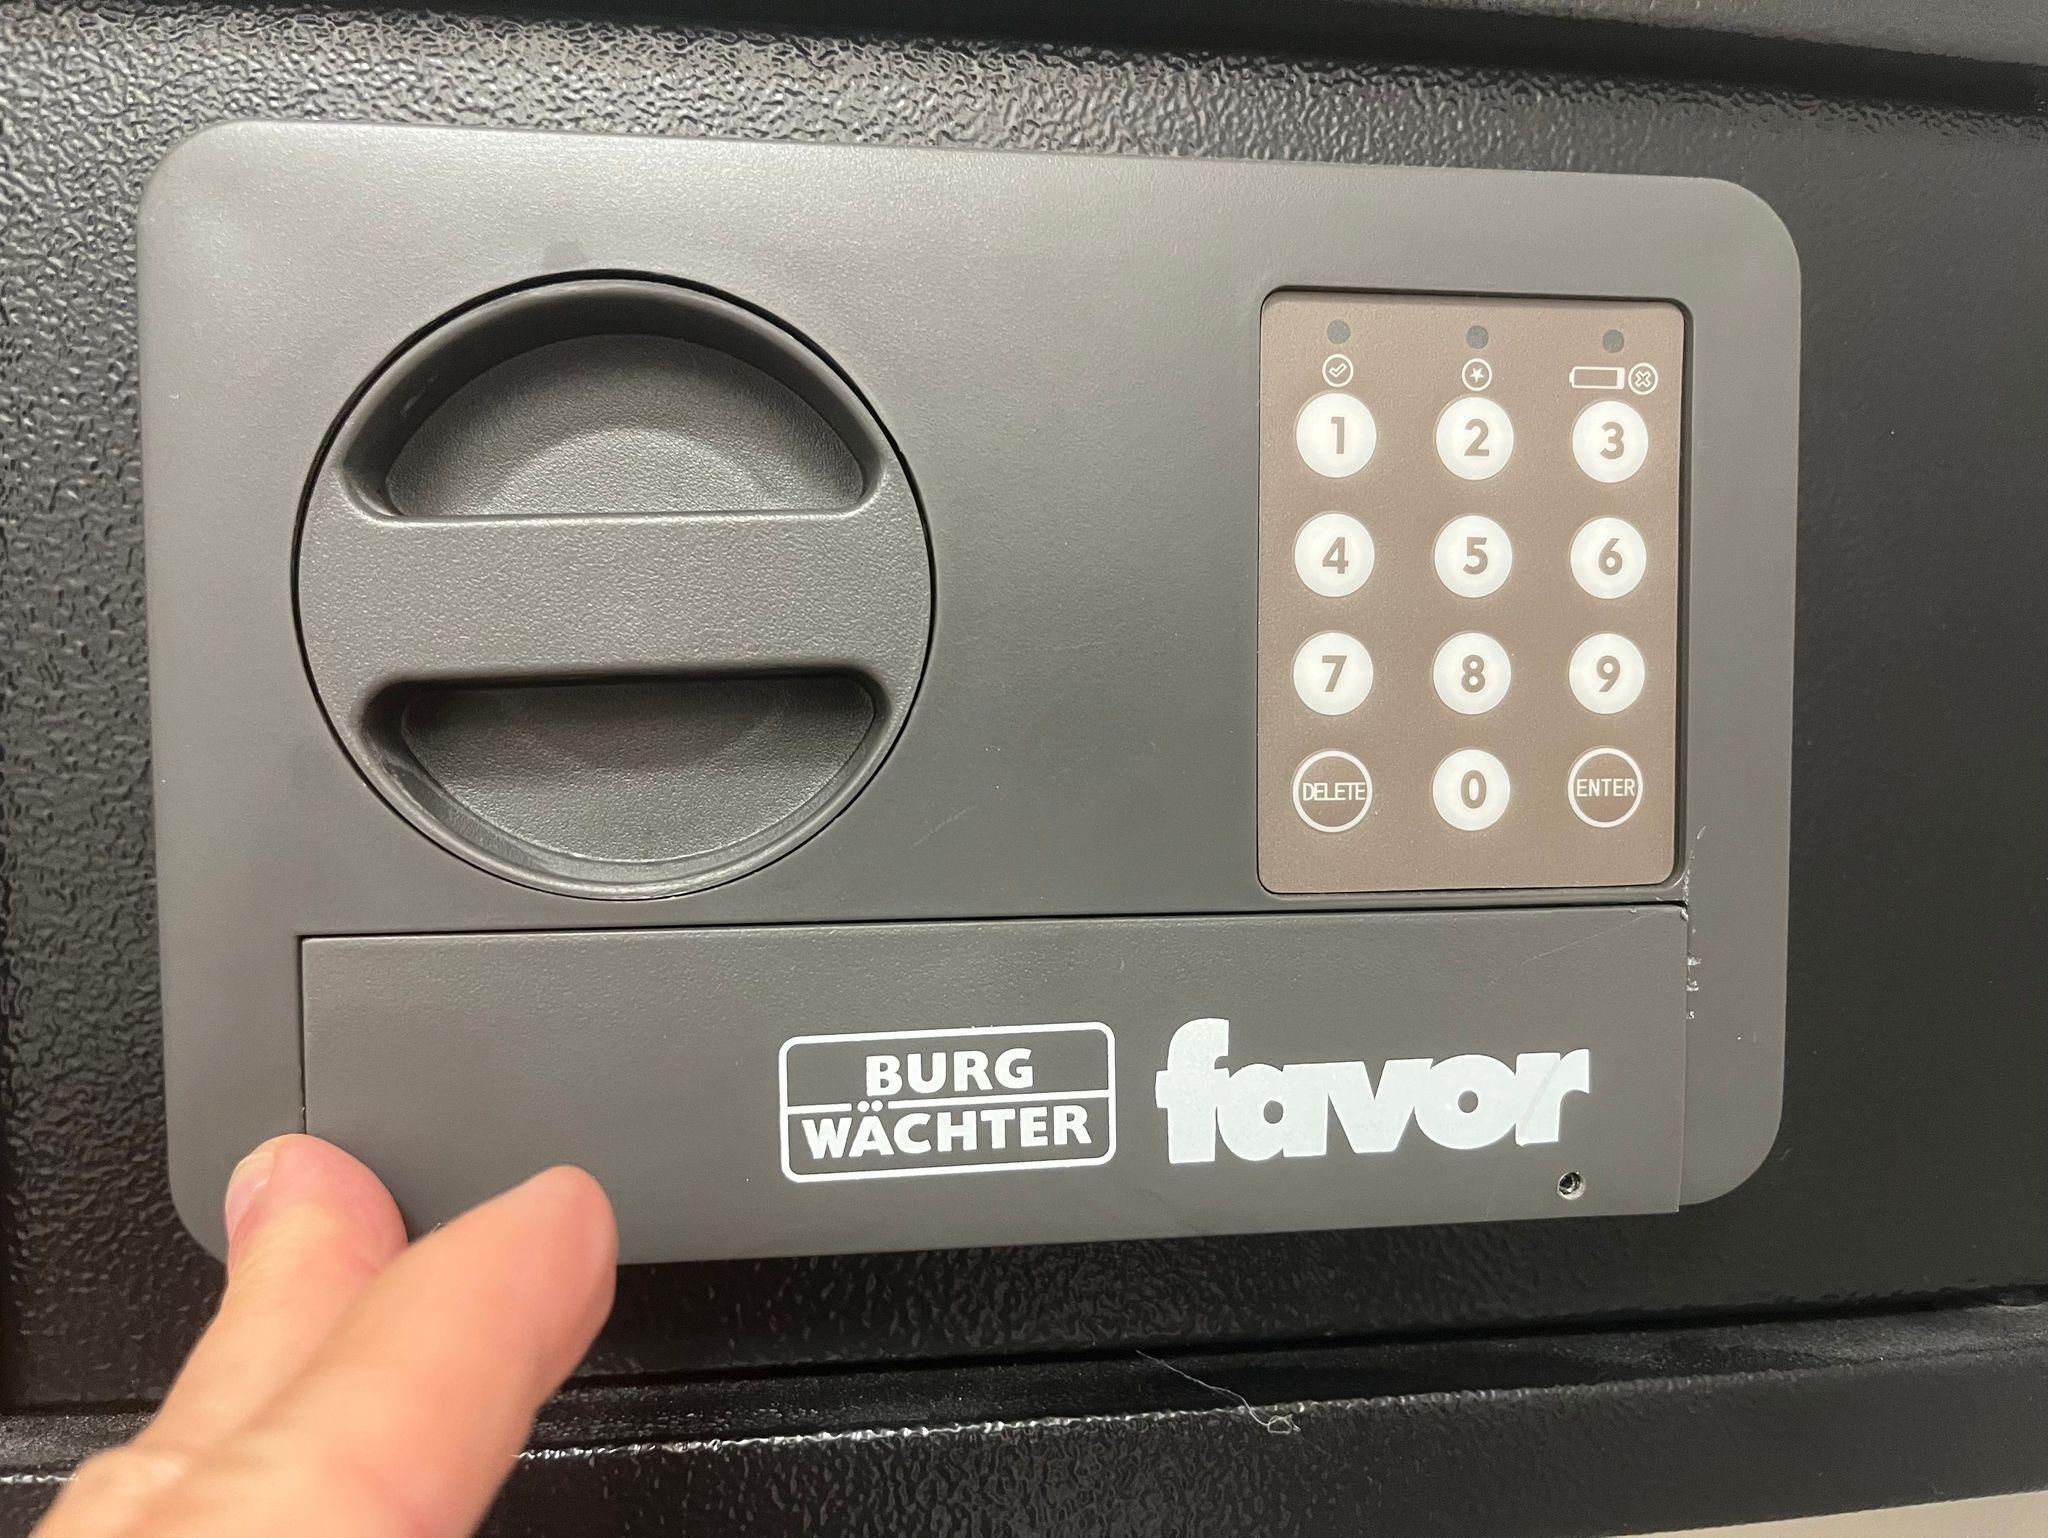 1 2 3
4 5 6
7 8 9
DELETE 0 ENTER
BURG
WÄCHTER
favor